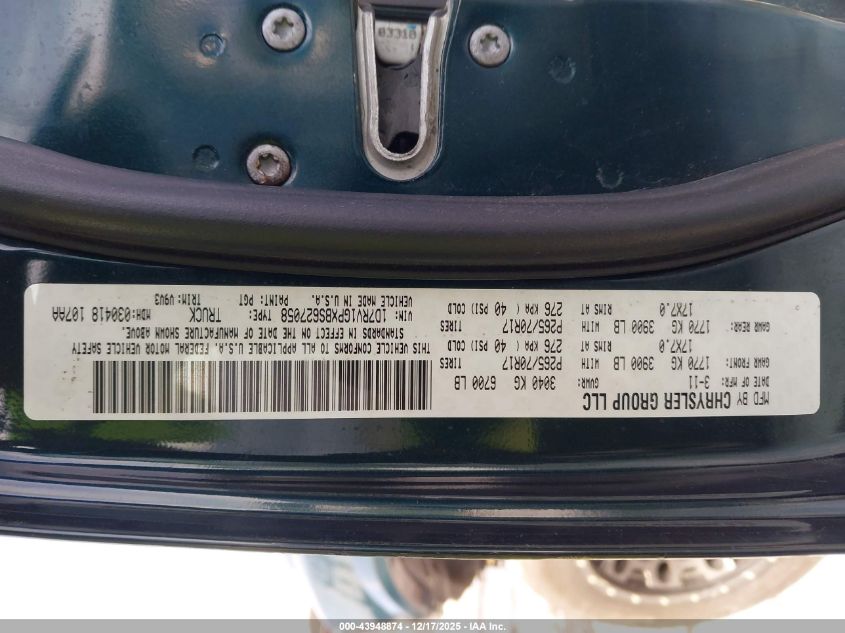 03310
MFD BY CHRYSLER GROUP LLC
DATE OF MFR: 3-11 GVWR: 3040 KG 6700 LB
GAWR FRONT: 1770 KG 3900 LB WITH P265/70R17 TIRES
17X7.0 RIMS AT 276 KPA ( 40 PSI) COLD
GAWR REAR: 1770 KG 3900 LB WITH P265/70R17 TIRES
17X7.0 RIMS AT 276 KPA ( 40 PSI) COLD
THIS VEHICLE CONFORMS TO ALL APPLICABLE U.S.A. FEDERAL MOTOR VEHICLE SAFETY
STANDARDS IN EFFECT ON THE DATE OF MANUFACTURE SHOWN ABOVE
VIN: 1D7RV1GPXBS627058 TYPE: TRUCK MDH:030418 107AA
VEHICLE MADE IN U.S.A. PAINT: PGT TRIM: V9V3
000-43948874 - 12/17/2025 - IAA Inc.